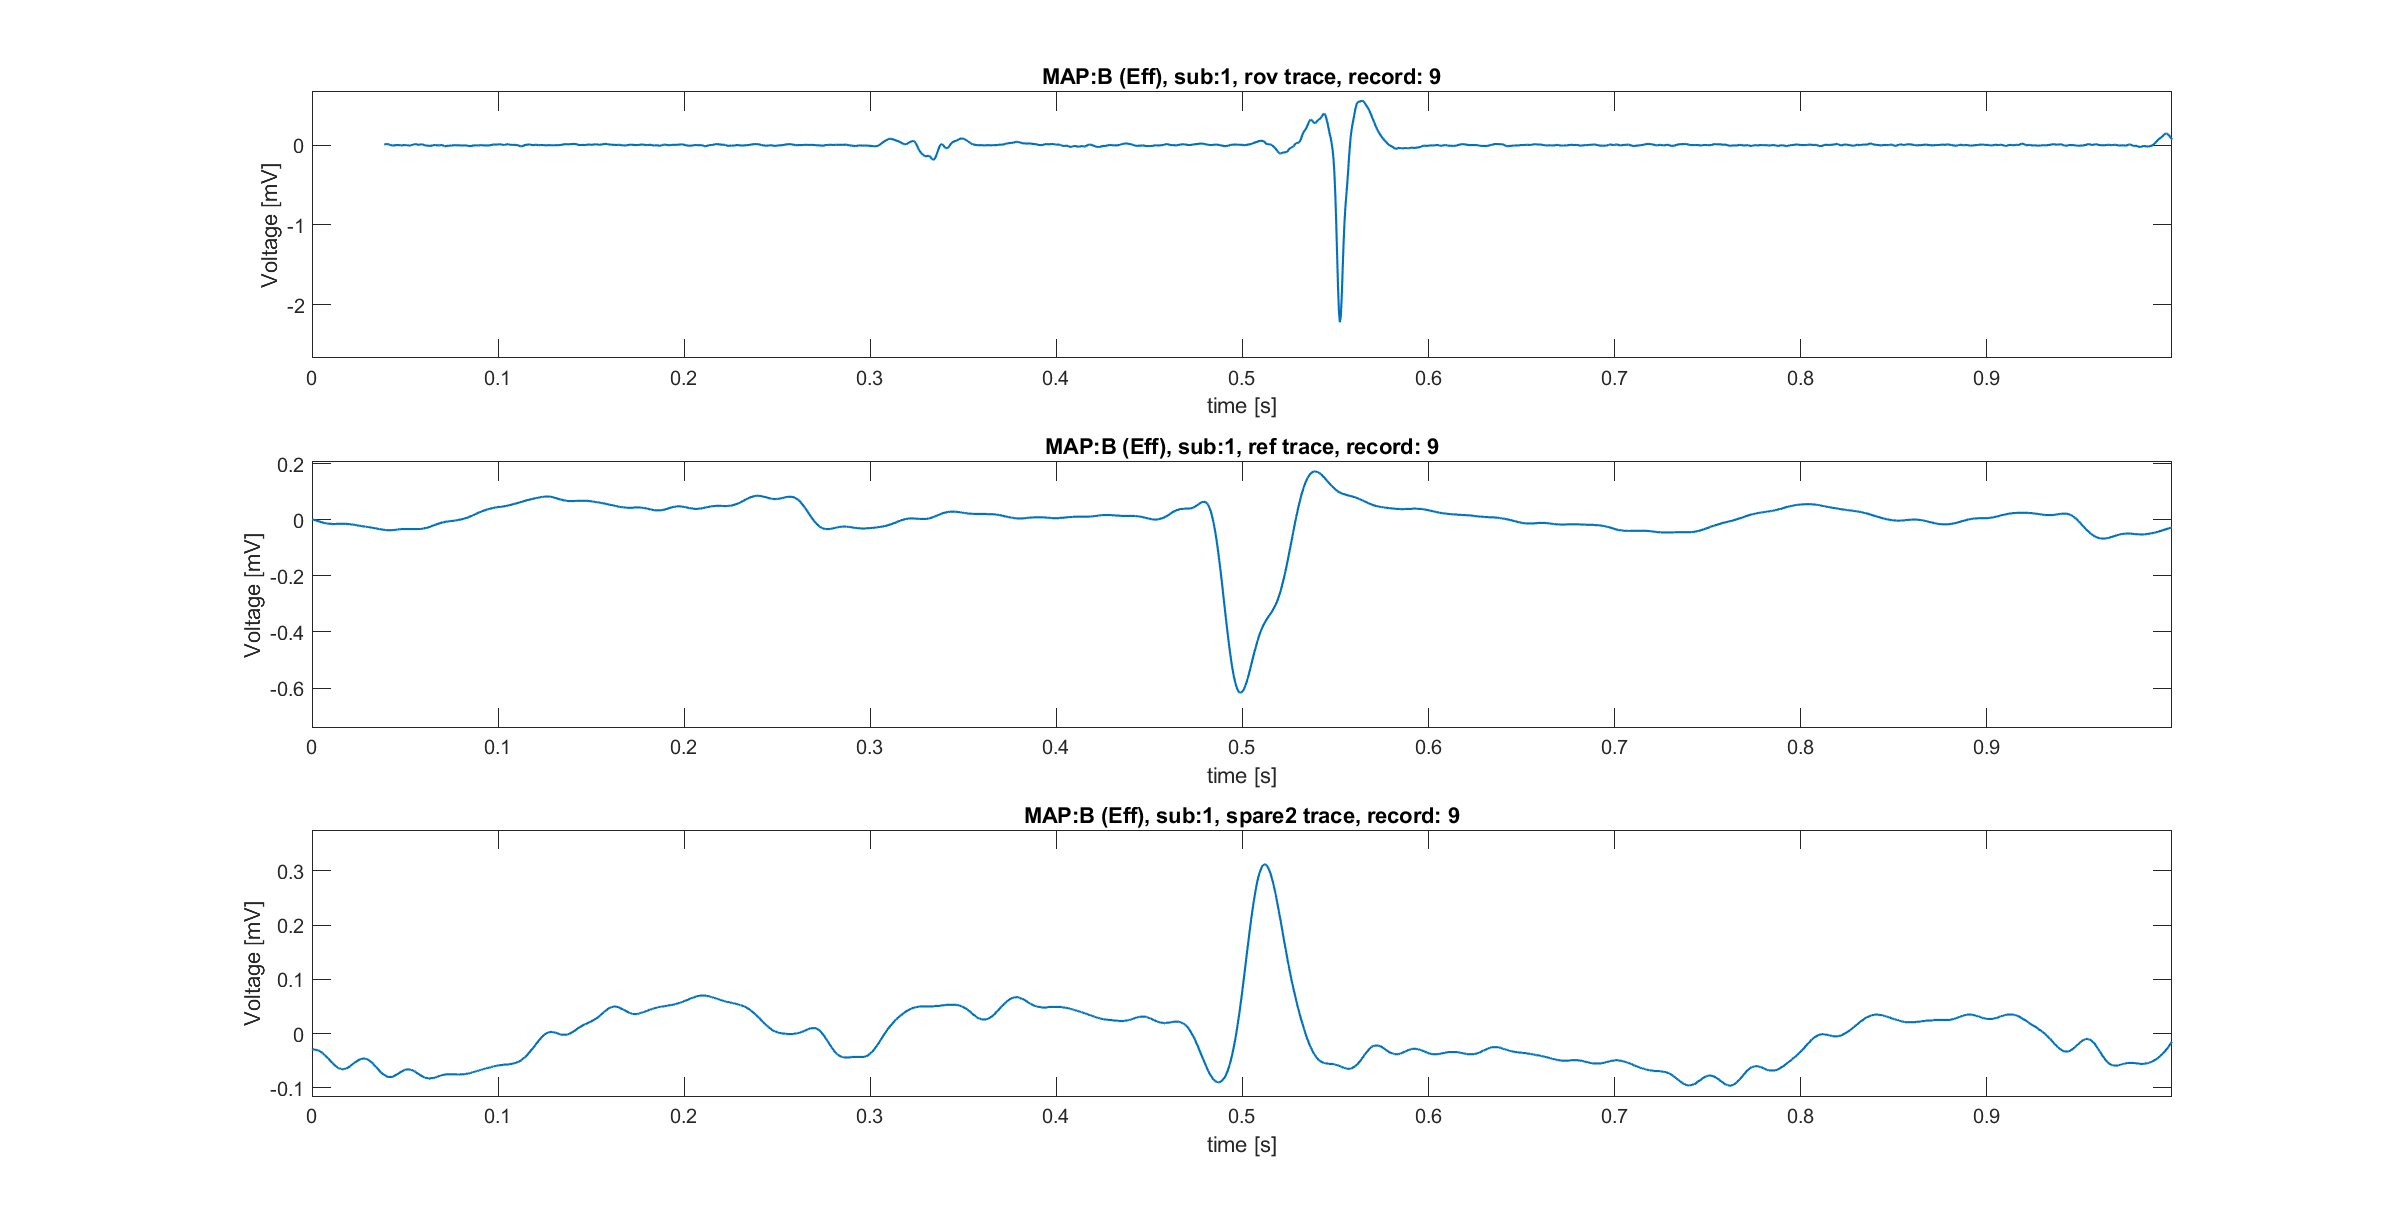 MAP:B (Eff), sub:1, rov trace, record: 9
Voltage [mV]
0
-1
-2
0 0.1 0.2 0.3 0.4 0.5 0.6 0.7 0.8 0.9
time [s]
MAP:B (Eff), sub:1, ref trace, record: 9
Voltage [mV]
0.2
0
-0.2
-0.4
-0.6
0 0.1 0.2 0.3 0.4 0.5 0.6 0.7 0.8 0.9
time [s]
MAP:B (Eff), sub:1, spare2 trace, record: 9
Voltage [mV]
0.3
0.2
0.1
0
-0.1
0 0.1 0.2 0.3 0.4 0.5 0.6 0.7 0.8 0.9
time [s]